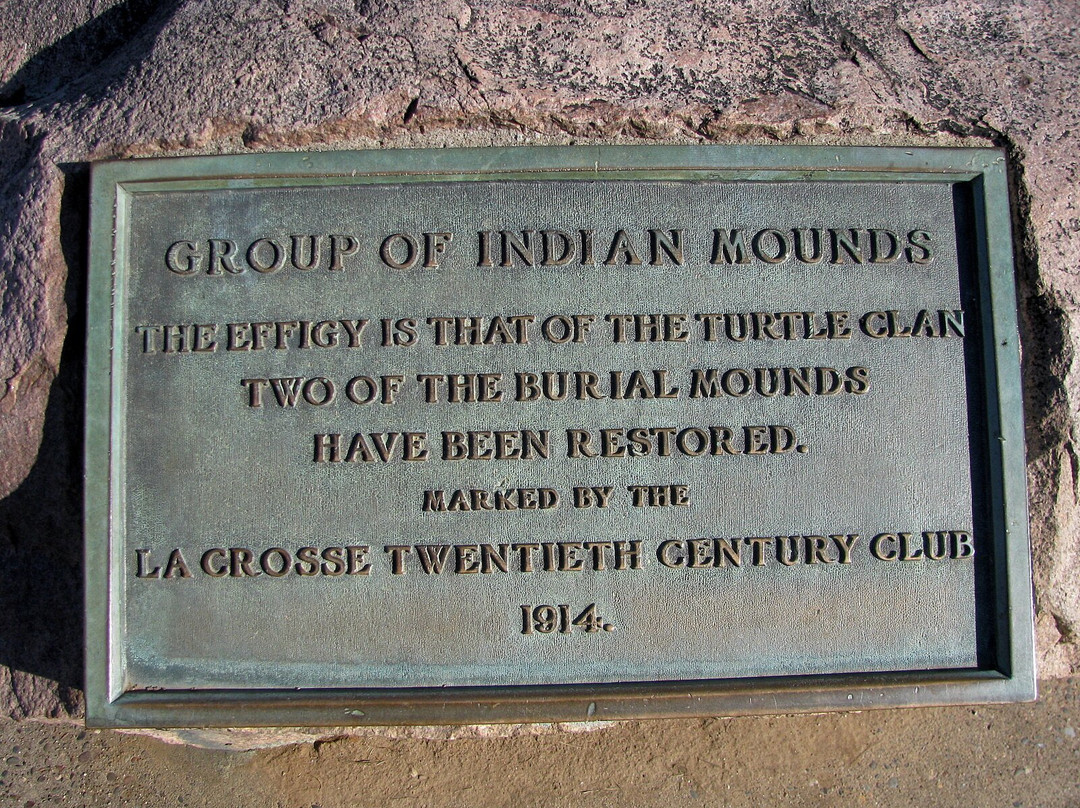 GROUP OF INDIAN MOUNDS
THE EFFIGY IS THAT OF THE TURTLE CLAN
TWO OF THE BURIAL MOUNDS
HAVE BEEN RESTORED.
MARKED BY THE
LA CROSSE TWENTIETH CENTURY CLUB
1914.